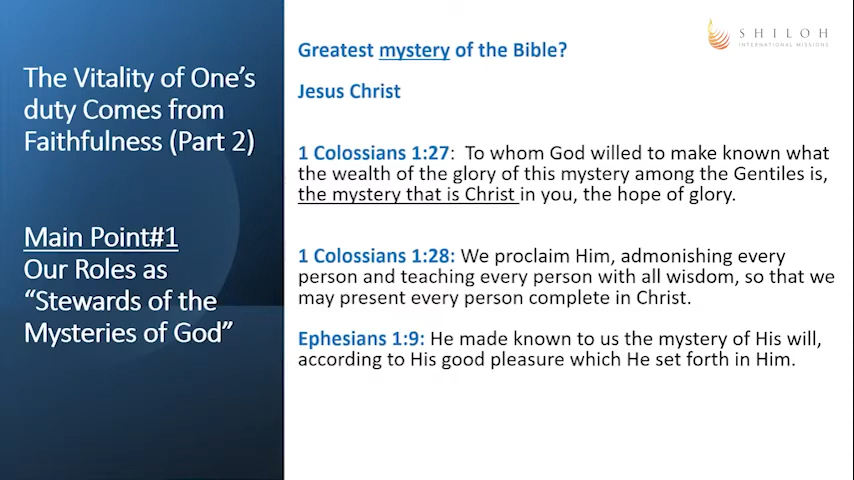 The Vitality of One's
duty Comes from
Faithfulness (Part 2)
Main Point#1
Our Roles as
“Stewards of the
Mysteries of God”
SHILOH
INTERNATIONAL MISSIONS
Greatest mystery of the Bible?
Jesus Christ
1 Colossians 1:27: To whom God willed to make known what
the wealth of the glory of this mystery among the Gentiles is,
the mystery that is Christ in you, the hope of glory.
1 Colossians 1:28: We proclaim Him, admonishing every
person and teaching every person with all wisdom, so that we
may present every person complete in Christ.
Ephesians 1:9: He made known to us the mystery of His will,
according to His good pleasure which He set forth in Him.